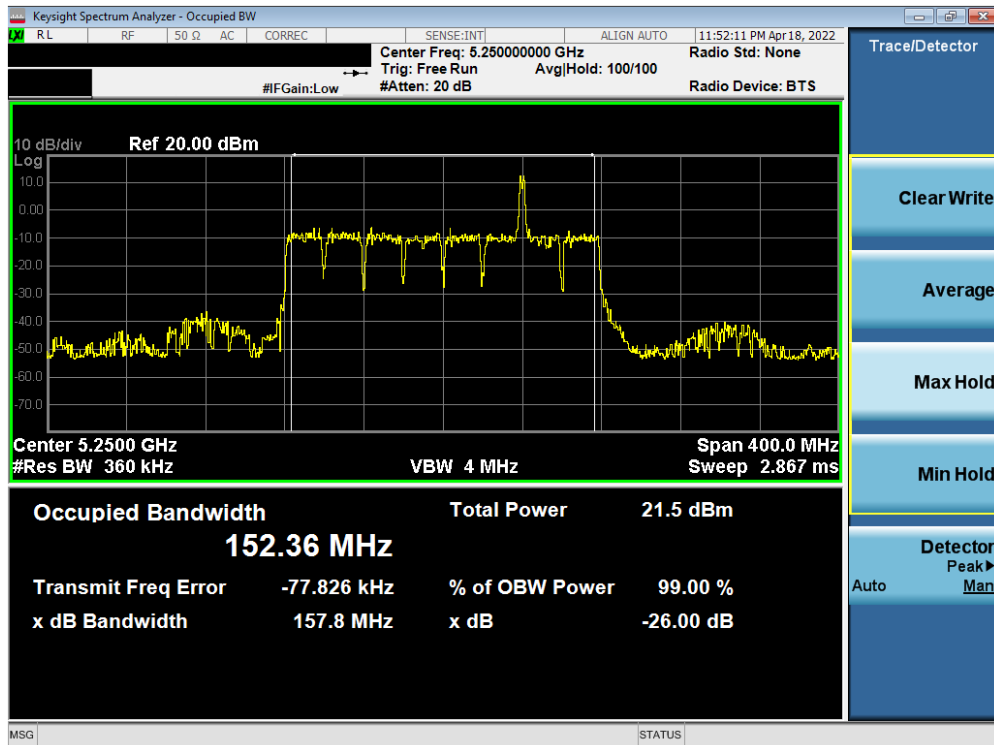 Keysight Spectrum Analyzer - Occupied BW
LXI RL RF 50 Ω AC CORREC SENSE:INT ALIGN AUTO 11:52:11 PM Apr 18, 2022
Center Freq: 5.250000000 GHz Radio Std: None
Trig: Free Run Avg|Hold: 100/100
#IFGain:Low #Atten: 20 dB Radio Device: BTS
10 dB/div Ref 20.00 dBm
Log
10.0
0.00
-10.0
-20.0
-30.0
-40.0
-50.0
-60.0
-70.0
Center 5.2500 GHz Span 400.0 MHz
#Res BW 360 kHz VBW 4 MHz Sweep 2.867 ms
Occupied Bandwidth Total Power 21.5 dBm
152.36 MHz
Transmit Freq Error -77.826 kHz % of OBW Power 99.00 %
x dB Bandwidth 157.8 MHz x dB -26.00 dB
MSG STATUS
Trace/Detector
Clear Write
Average
Max Hold
Min Hold
Detector
Peak▶
Auto Man